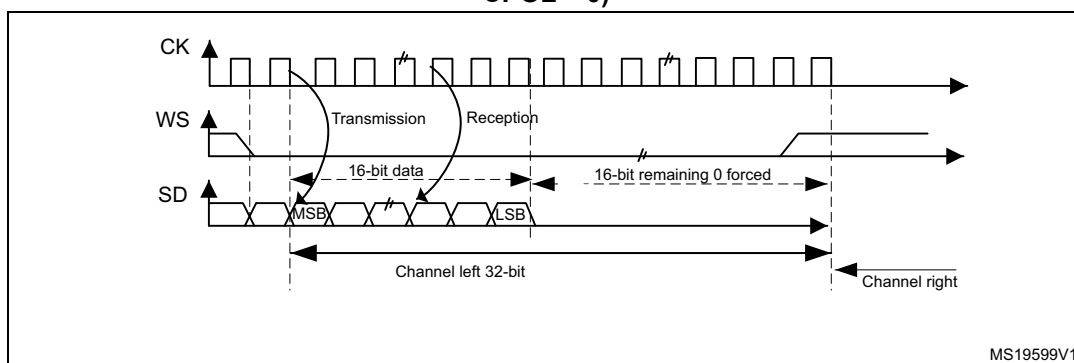 CK
Transmission
Reception
WS
16-bit data
16-bit remaining 0 forced
SD
MSB
LSB
Channel left 32-bit
Channel right
MS19599V1